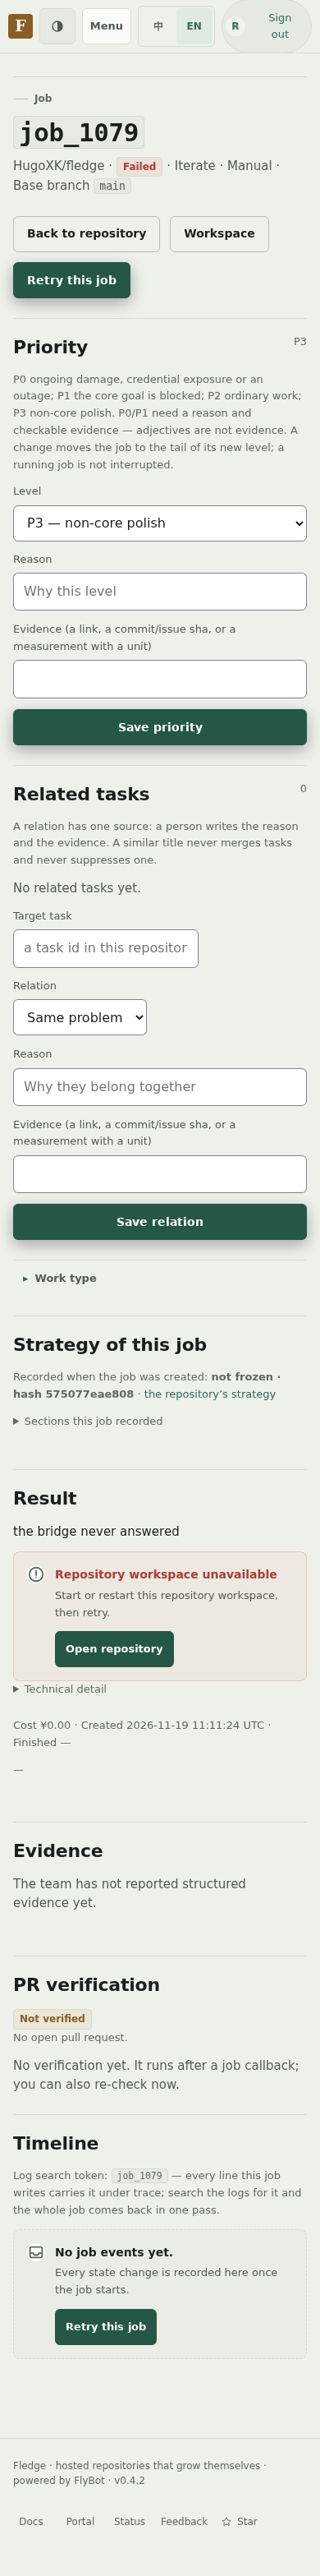 F
Menu
中
EN
R
Sign
out
Job
job_1079
HugoXK/fledge · Failed · Iterate · Manual ·
Base branch main
Back to repository
Workspace
Retry this job
Priority
P3
P0 ongoing damage, credential exposure or an
outage; P1 the core goal is blocked; P2 ordinary work;
P3 non-core polish. P0/P1 need a reason and
checkable evidence — adjectives are not evidence. A
change moves the job to the tail of its new level; a
running job is not interrupted.
Level
P3 — non-core polish
Reason
Why this level
Evidence (a link, a commit/issue sha, or a
measurement with a unit)
Save priority
Related tasks
0
A relation has one source: a person writes the reason
and the evidence. A similar title never merges tasks
and never suppresses one.
No related tasks yet.
Target task
a task id in this repositor
Relation
Same problem
Reason
Why they belong together
Evidence (a link, a commit/issue sha, or a
measurement with a unit)
Save relation
Work type
Strategy of this job
Recorded when the job was created: not frozen ·
hash 575077eae808 · the repository's strategy
Sections this job recorded
Result
the bridge never answered
Repository workspace unavailable
Start or restart this repository workspace,
then retry.
Open repository
Technical detail
Cost ¥0.00 · Created 2026-11-19 11:11:24 UTC ·
Finished —
—
Evidence
The team has not reported structured
evidence yet.
PR verification
Not verified
No open pull request.
No verification yet. It runs after a job callback;
you can also re-check now.
Timeline
Log search token: job_1079 — every line this job
writes carries it under trace; search the logs for it and
the whole job comes back in one pass.
No job events yet.
Every state change is recorded here once
the job starts.
Retry this job
Fledge · hosted repositories that grow themselves ·
powered by FlyBot · v0.4.2
Docs
Portal
Status
Feedback
Star